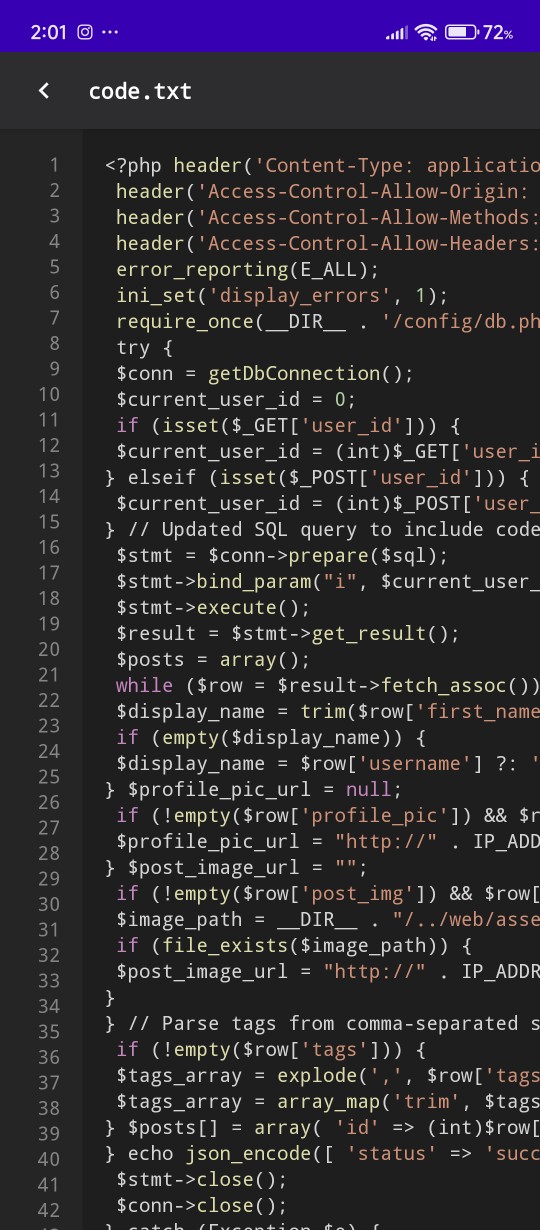 2:01 ... 72%
code.txt
1 <?php header('Content-Type: applicatio
2 header('Access-Control-Allow-Origin:
3 header('Access-Control-Allow-Methods:
4 header('Access-Control-Allow-Headers:
5 error_reporting(E_ALL);
6 ini_set('display_errors', 1);
7 require_once(__DIR__ . '/config/db.ph
8 try {
9 $conn = getDbConnection();
10 $current_user_id = 0;
11 if (isset($_GET['user_id'])) {
12 $current_user_id = (int)$_GET['user_i
13 } elseif (isset($_POST['user_id'])) {
14 $current_user_id = (int)$_POST['user_
15 } // Updated SQL query to include code
16 $stmt = $conn->prepare($sql);
17 $stmt->bind_param("i", $current_user_
18 $stmt->execute();
19 $result = $stmt->get_result();
20 $posts = array();
21 while ($row = $result->fetch_assoc())
22 $display_name = trim($row['first_name
23 if (empty($display_name)) {
24 $display_name = $row['username'] ?: '
25 } $profile_pic_url = null;
26 if (!empty($row['profile_pic']) && $r
27 $profile_pic_url = "http://" . IP_ADD
28 } $post_image_url = "";
29 if (!empty($row['post_img']) && $row[
30 $image_path = __DIR__ . "/../web/asse
31 if (file_exists($image_path)) {
32 $post_image_url = "http://" . IP_ADDR
33 }
34 } // Parse tags from comma-separated s
35 if (!empty($row['tags'])) {
36 $tags_array = explode(',', $row['tags
37 $tags_array = array_map('trim', $tags
38 } $posts[] = array( 'id' => (int)$row[
39 } echo json_encode([ 'status' => 'succ
40 $stmt->close();
41 $conn->close();
42 } catch (Exception $e) {